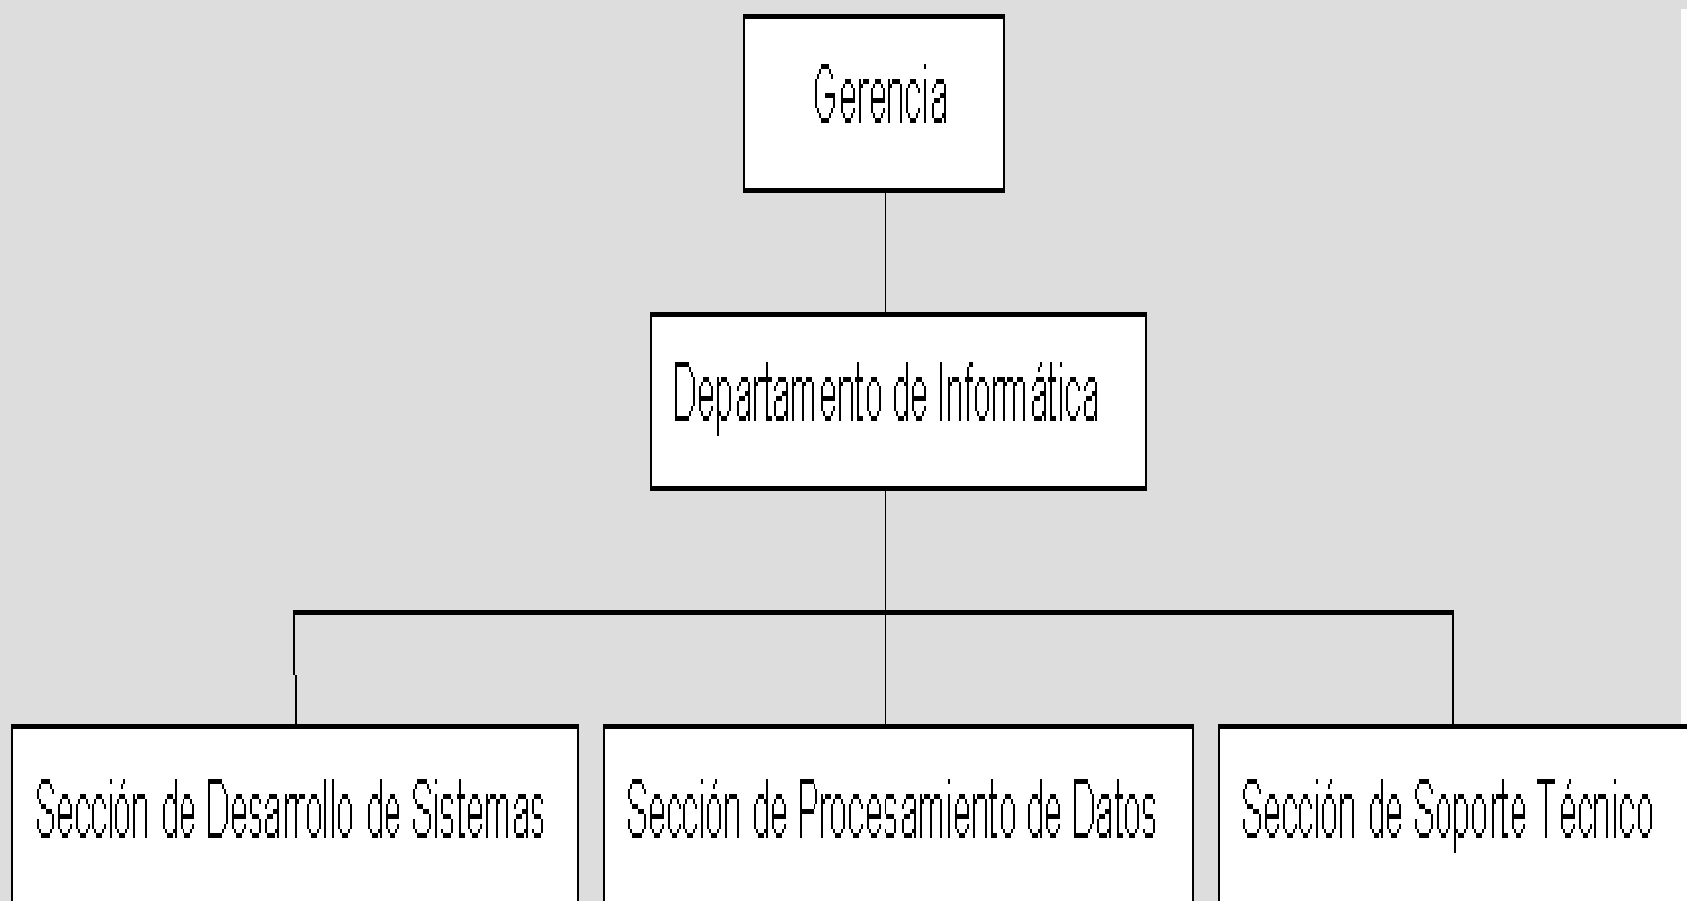 Gerencia
Departamento de Informática
Sección de Desarrollo de Sistemas
Sección de Procesamiento de Datos
Sección de Soporte Técnico